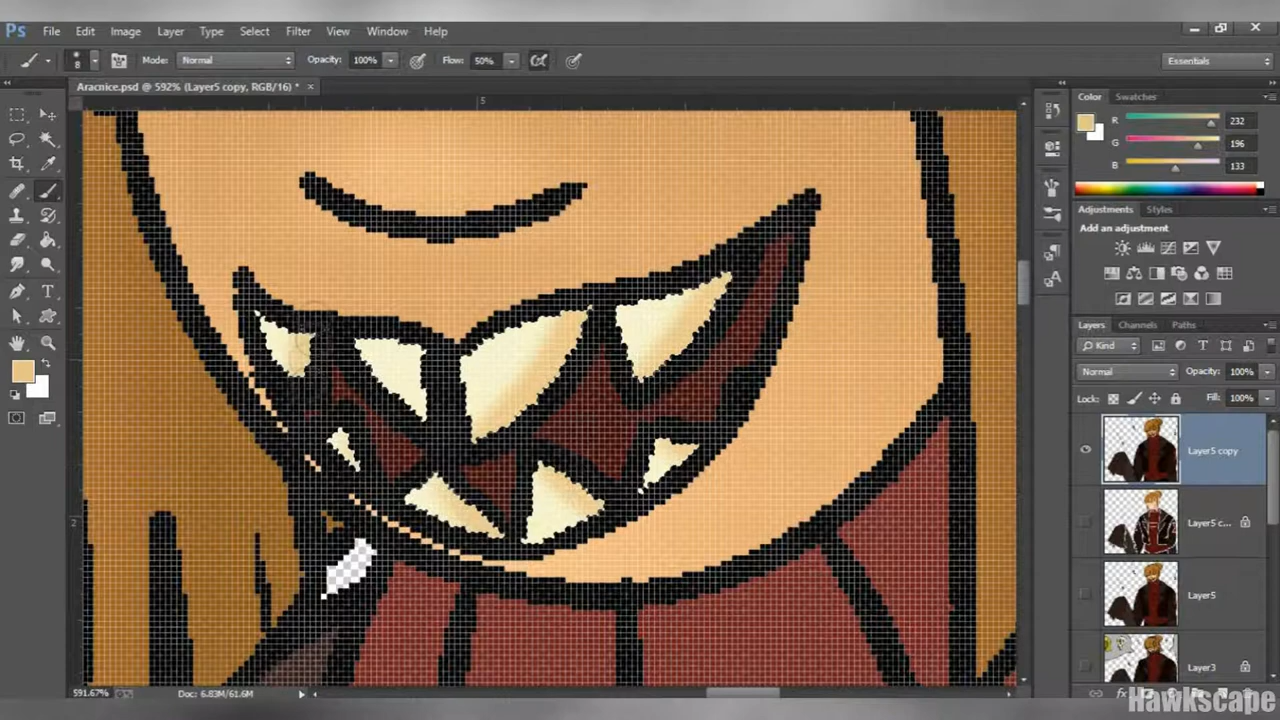 Ps File Edit Image Layer Type Select Filter View Window Help
8 Mode: Normal Opacity: 100% Flow: 50% Essentials
Aracnice.psd @ 592% (Layer5 copy, RGB/16) * ×
5
Color Swatches
R 232
G 196
B 133
Adjustments Styles
Add an adjustment
Layers Channels Paths
Kind
Normal Opacity: 100%
Lock: Fill: 100%
Layer5 copy
Layer5 c...
Layer5
Layer3
2
591.67% Doc: 6.83M/61.6M
Hawkscape